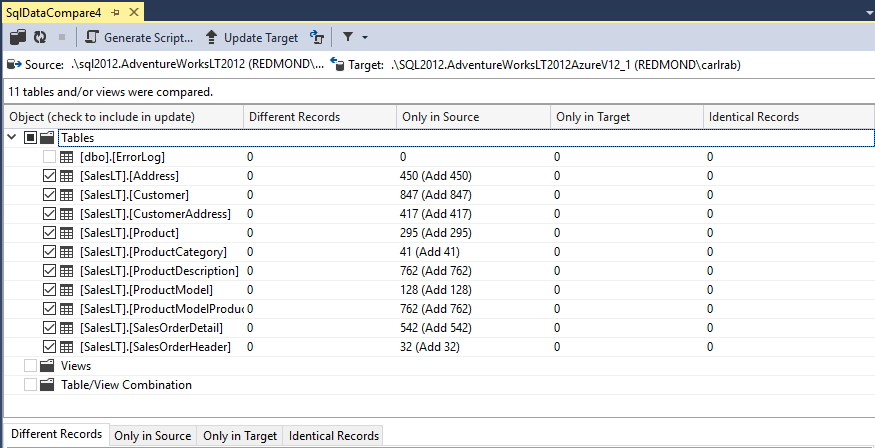 SqlDataCompare4
Generate Script... Update Target
Source: .\sql2012.AdventureWorksLT2012 (REDMOND\... Target: .\SQL2012.AdventureWorksLT2012AzureV12_1 (REDMOND\carlrab)
11 tables and/or views were compared.
Object (check to include in update) Different Records Only in Source Only in Target Identical Records
Tables
[dbo].[ErrorLog] 0 0 0 0
[SalesLT].[Address] 0 450 (Add 450) 0 0
[SalesLT].[Customer] 0 847 (Add 847) 0 0
[SalesLT].[CustomerAddress] 0 417 (Add 417) 0 0
[SalesLT].[Product] 0 295 (Add 295) 0 0
[SalesLT].[ProductCategory] 0 41 (Add 41) 0 0
[SalesLT].[ProductDescription] 0 762 (Add 762) 0 0
[SalesLT].[ProductModel] 0 128 (Add 128) 0 0
[SalesLT].[ProductModelProduc 0 762 (Add 762) 0 0
[SalesLT].[SalesOrderDetail] 0 542 (Add 542) 0 0
[SalesLT].[SalesOrderHeader] 0 32 (Add 32) 0 0
Views
Table/View Combination
Different Records Only in Source Only in Target Identical Records